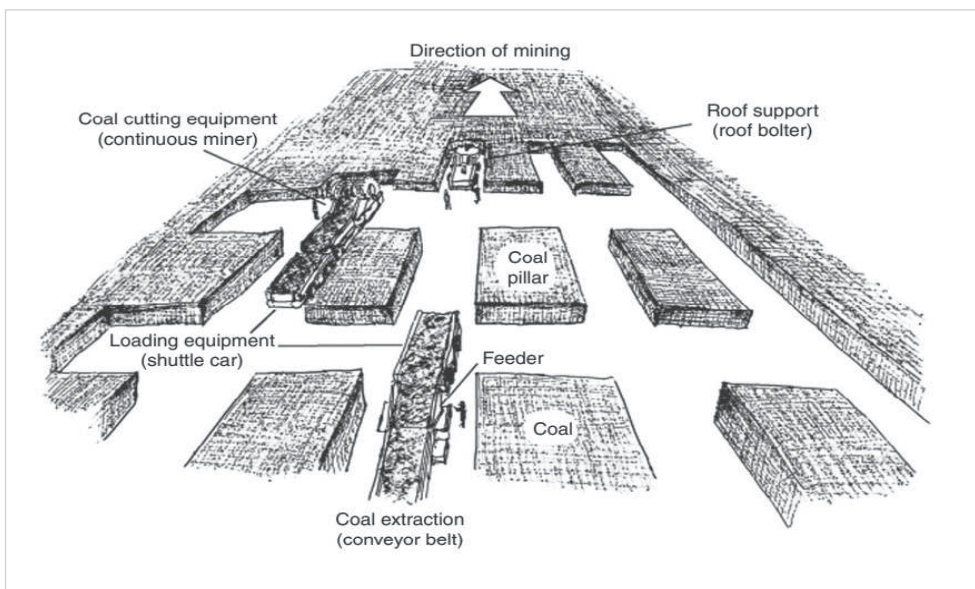 Direction of mining
Coal cutting equipment
(continuous miner)
Roof support
(roof bolter)
Coal
pillar
Loading equipment
(shuttle car)
Feeder
Coal
Coal extraction
(conveyor belt)